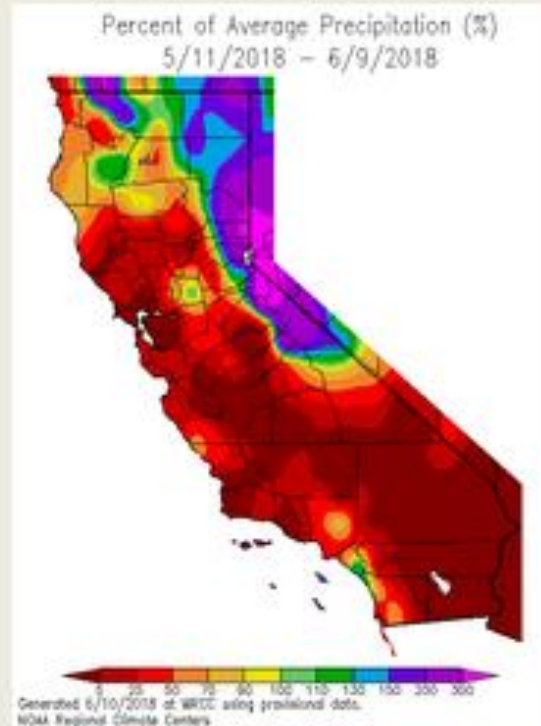 Percent of Average Precipitation (%)
5/11/2018 – 6/9/2018
5 25 50 70 90 100 110 130 150 200 300
Generated 6/10/2018 at WRCC using provisional data.
NOAA Regional Climate Centers